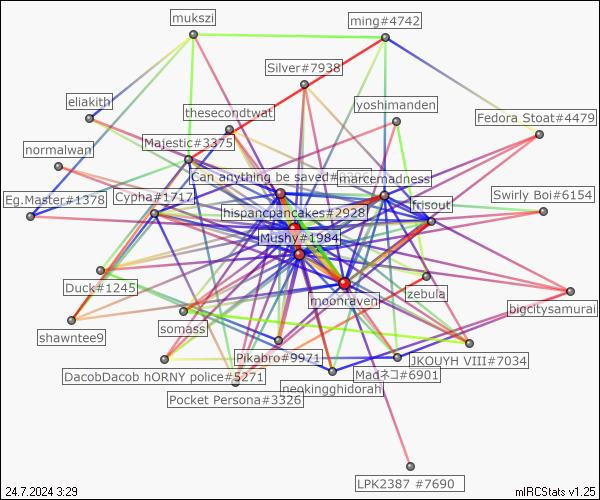 mukszi
ming#4742
Silver#7938
eliakith
thesecondtwat
yoshimanden
Fedora Stoat#4479
normalwan
Majestic#3375
Can anything be saved#
marcemadness
Eg.Master#1378
Cypha#1717
frisout
Swirly Boi#6154
hispancpancakes#2928
Mushy#1984
Duck#1245
moonraven
zebula
bigcitysamurai
shawntee9
somass
Pikabro#9971
JKOUYH VIII#7034
DacobDacob hORNY police#5271
Madネコ#6901
neokingghidorah
Pocket Persona#3326
LPK2387 #7690
24.7.2024 3:29
mIRCStats v1.25